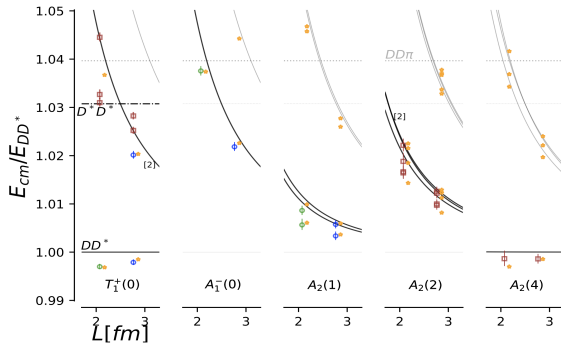 E_cm/E_DD*
1.05
1.04
1.03
1.02
1.01
1.00
0.99
DDπ
D*D*
[2]
[2]
DD*
T₁⁺(0)
A₁⁻(0)
A₂(1)
A₂(2)
A₂(4)
2 3
2 3
2 3
2 3
2 3
L[fm]